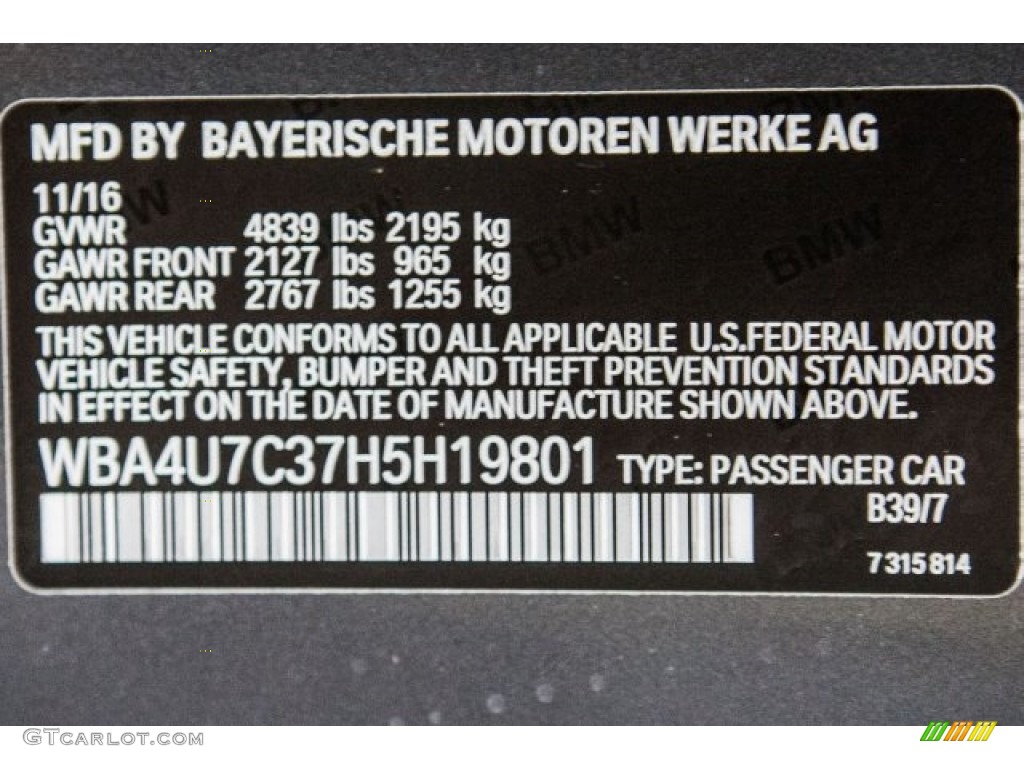 MFD BY BAYERISCHE MOTOREN WERKE AG
11/16
GVWR 4839 lbs 2195 kg
GAWR FRONT 2127 lbs 965 kg
GAWR REAR 2767 lbs 1255 kg
THIS VEHICLE CONFORMS TO ALL APPLICABLE U.S.FEDERAL MOTOR
VEHICLE SAFETY, BUMPER AND THEFT PREVENTION STANDARDS
IN EFFECT ON THE DATE OF MANUFACTURE SHOWN ABOVE.
WBA4U7C37H5H19801 TYPE: PASSENGER CAR
B39/7
7315814
BMW BMW BMW
GTCARLOT.COM